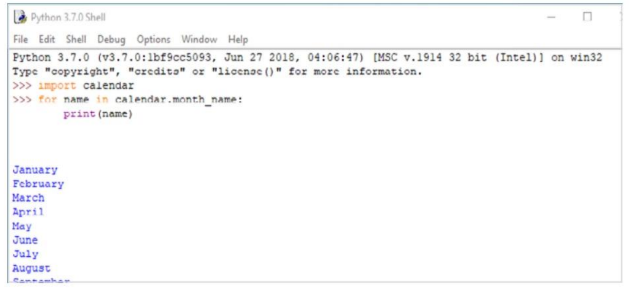 Python 3.7.0 Shell
File Edit Shell Debug Options Window Help
Python 3.7.0 (v3.7.0:1bf9cc5093, Jun 27 2018, 04:06:47) [MSC v.1914 32 bit (Intel)] on win32
Type "copyright", "credits" or "license()" for more information.
>>> import calendar
>>> for name in calendar.month_name:
print(name)
January
February
March
April
May
June
July
August
September